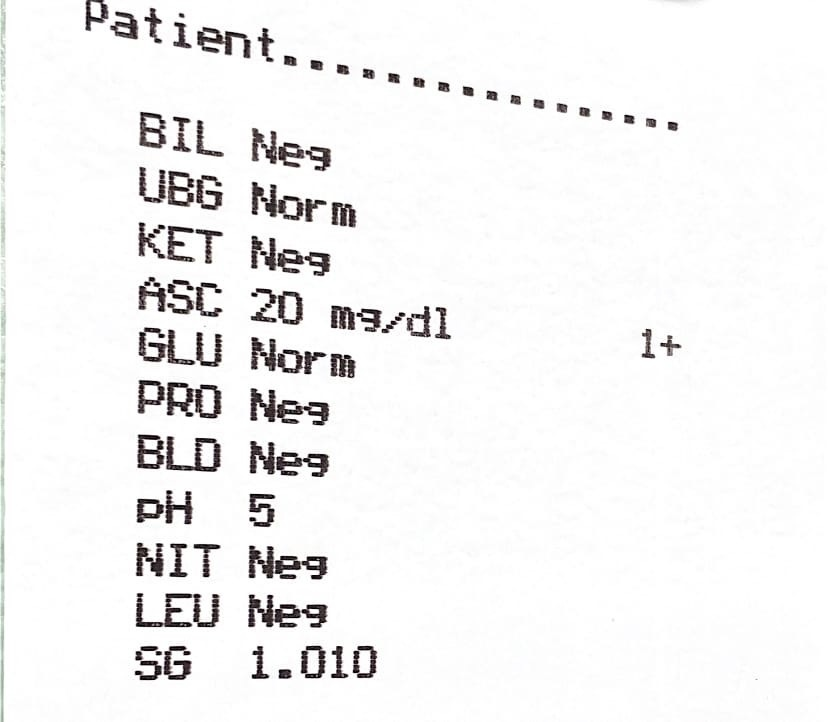 Patient.................
BIL Neg
UBG Norm
KET Neg
ASC 20 mg/dl 1+
GLU Norm
PRO Neg
BLD Neg
pH 5
NIT Neg
LEU Neg
SG 1.010